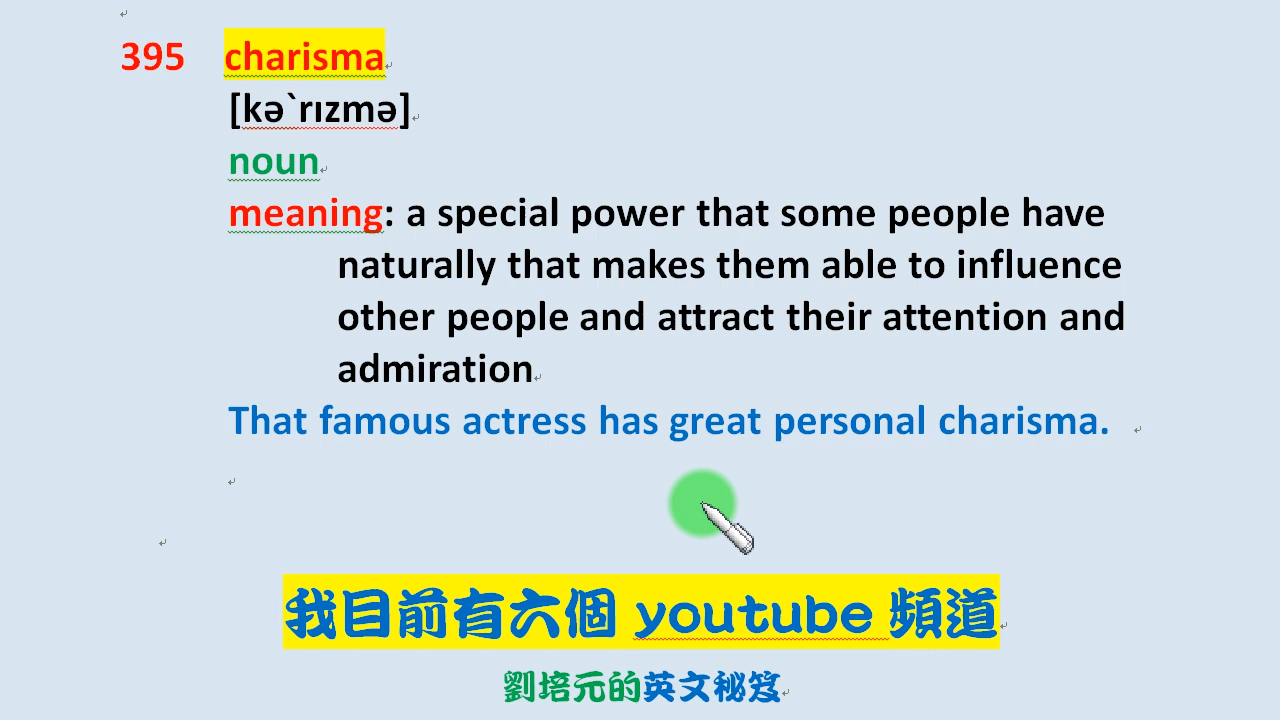 395 charisma
[kə`rɪzmə]
noun
meaning: a special power that some people have
naturally that makes them able to influence
other people and attract their attention and
admiration
That famous actress has great personal charisma.
我目前有六個 youtube 頻道
劉培元的英文秘笈